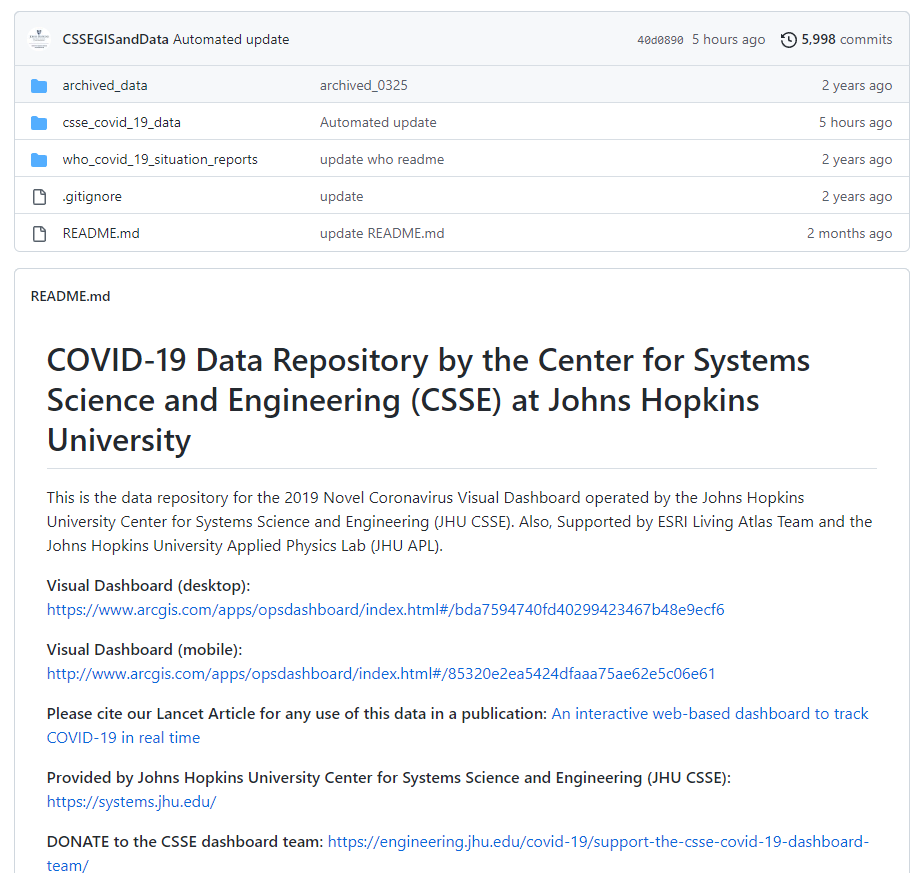 CSSEGISandData Automated update 40d0890 5 hours ago 5,998 commits
archived_data archived_0325 2 years ago
csse_covid_19_data Automated update 5 hours ago
who_covid_19_situation_reports update who readme 2 years ago
.gitignore update 2 years ago
README.md update README.md 2 months ago
README.md
COVID-19 Data Repository by the Center for Systems
Science and Engineering (CSSE) at Johns Hopkins
University
This is the data repository for the 2019 Novel Coronavirus Visual Dashboard operated by the Johns Hopkins
University Center for Systems Science and Engineering (JHU CSSE). Also, Supported by ESRI Living Atlas Team and the
Johns Hopkins University Applied Physics Lab (JHU APL).
Visual Dashboard (desktop):
https://www.arcgis.com/apps/opsdashboard/index.html#/bda7594740fd40299423467b48e9ecf6
Visual Dashboard (mobile):
http://www.arcgis.com/apps/opsdashboard/index.html#/85320e2ea5424dfaaa75ae62e5c06e61
Please cite our Lancet Article for any use of this data in a publication: An interactive web-based dashboard to track
COVID-19 in real time
Provided by Johns Hopkins University Center for Systems Science and Engineering (JHU CSSE):
https://systems.jhu.edu/
DONATE to the CSSE dashboard team: https://engineering.jhu.edu/covid-19/support-the-csse-covid-19-dashboard-
team/